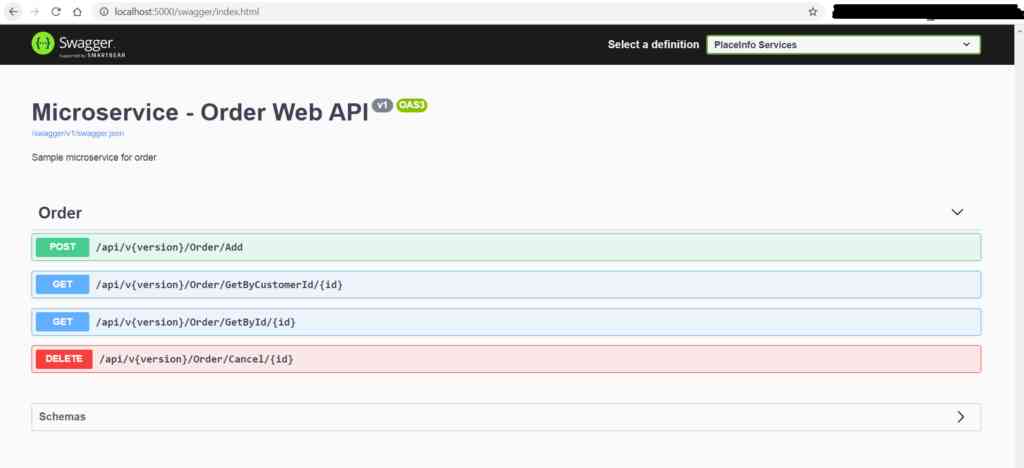 localhost:5000/swagger/index.html
Swagger.
Supported by SMARTBEAR
Select a definition
PlaceInfo Services
Microservice - Order Web API v1 OAS3
/swagger/v1/swagger.json
Sample microservice for order
Order
POST /api/v{version}/Order/Add
GET /api/v{version}/Order/GetByCustomerId/{id}
GET /api/v{version}/Order/GetById/{id}
DELETE /api/v{version}/Order/Cancel/{id}
Schemas